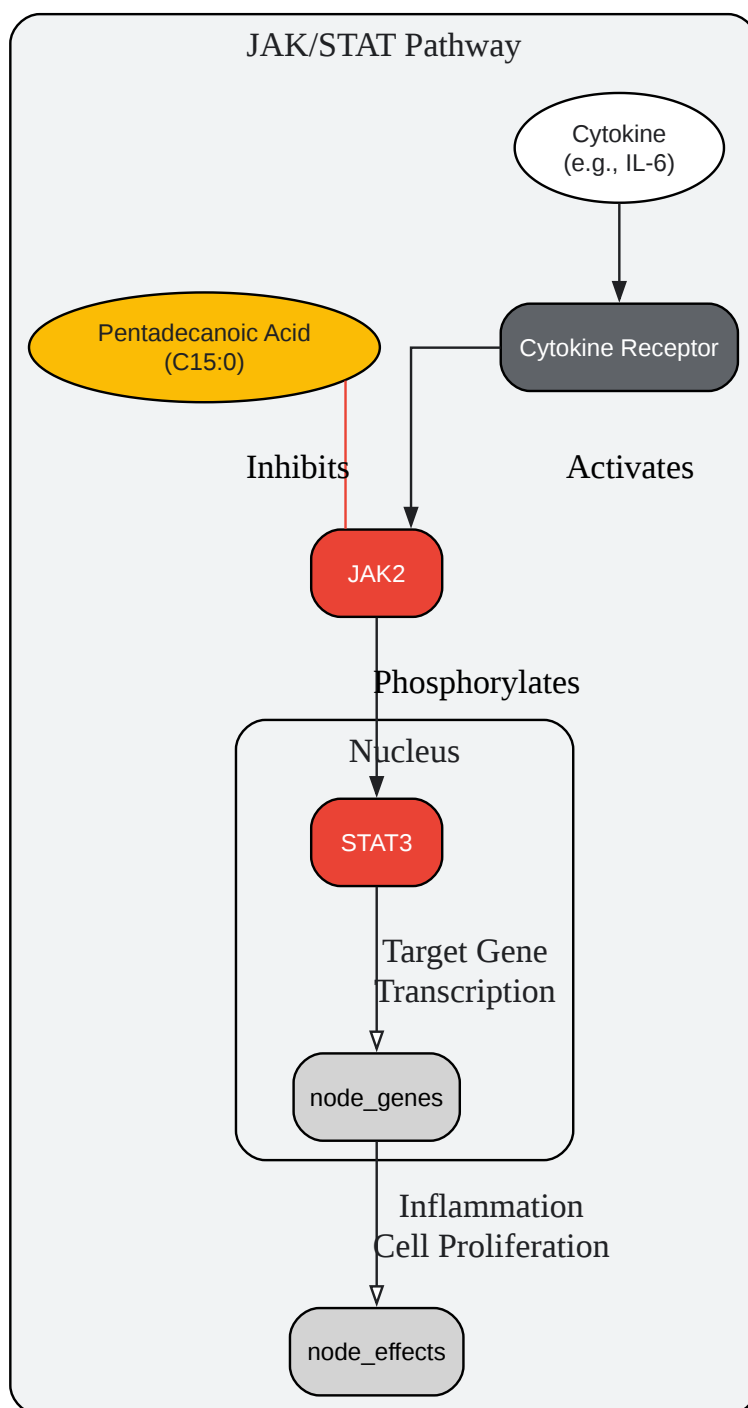 JAK/STAT Pathway
Cytokine
(e.g., IL-6)
Pentadecanoic Acid
(C15:0)
Cytokine Receptor
Inhibits
Activates
JAK2
Phosphorylates
Nucleus
STAT3
Target Gene
Transcription
node_genes
Inflammation
Cell Proliferation
node_effects